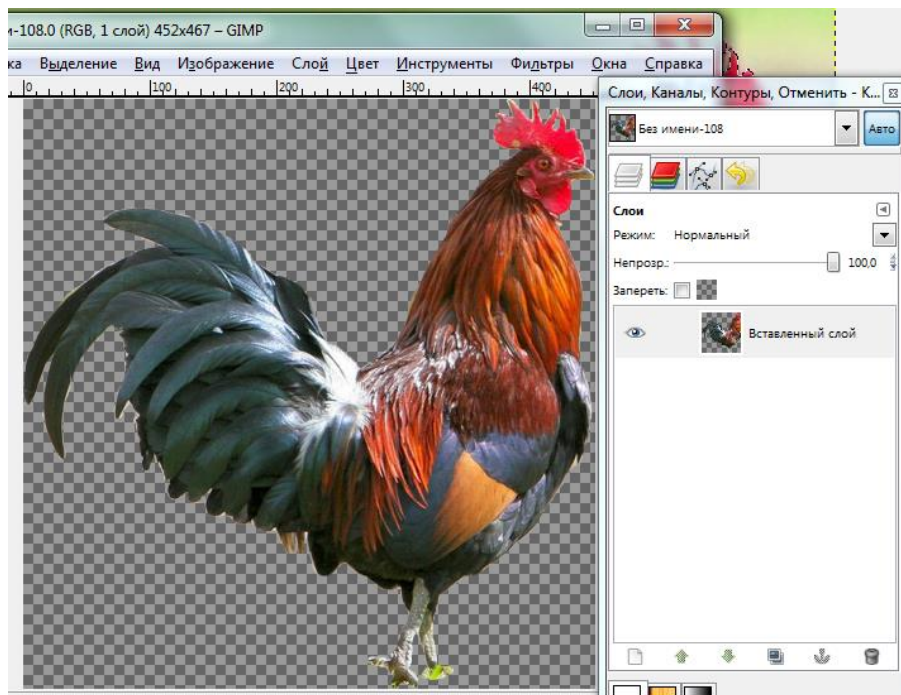 и-108.0 (RGB, 1 слой) 452x467 – GIMP
ка Выделение Вид Изображение Слой Цвет Инструменты Фильтры Окна Справка
0 100 200 300 400
Слои, Каналы, Контуры, Отменить - К...
Без имени-108 Авто
Слои
Режим: Нормальный
Непрозр.: 100,0
Запереть:
Вставленный слой